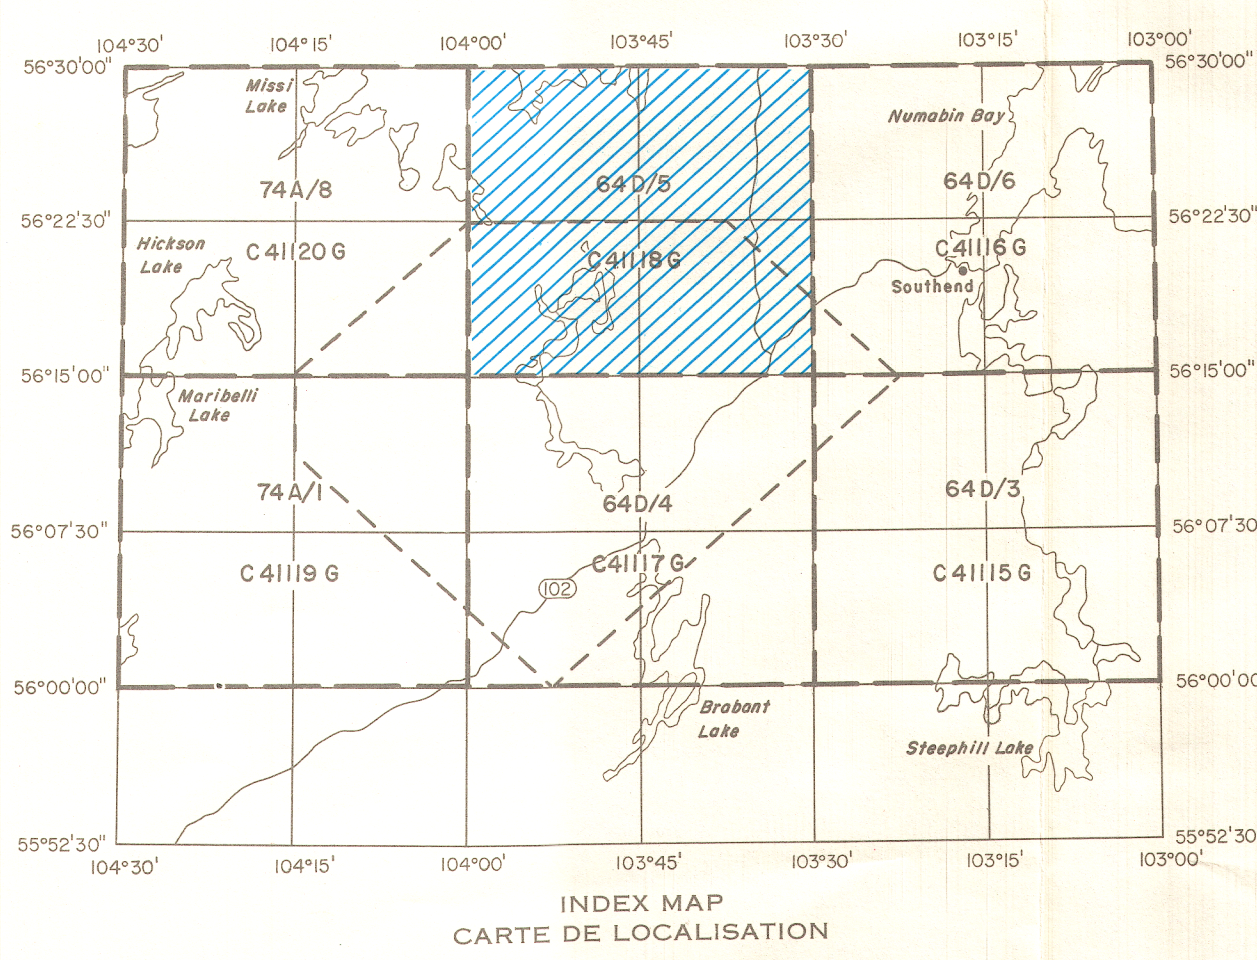 104°30' 104°15' 104°00' 103°45' 103°30' 103°15' 103°00'
56°30'00" 56°30'00"
Missi
Lake
Numabin Bay
74A/8 64D/5 64D/6
56°22'30" 56°22'30"
Hickson
Lake
C41120G C41118G C41116G
Southend
56°15'00" 56°15'00"
Maribelli
Lake
74A/1 64D/4 64D/3
56°07'30" 56°07'30
C41119G C41117G C41115G
102
56°00'00" 56°00'00
Brabant
Lake
Steephill Lake
55°52'30" 55°52'30
104°30' 104°15' 104°00' 103°45' 103°30' 103°15' 103°00'
INDEX MAP
CARTE DE LOCALISATION